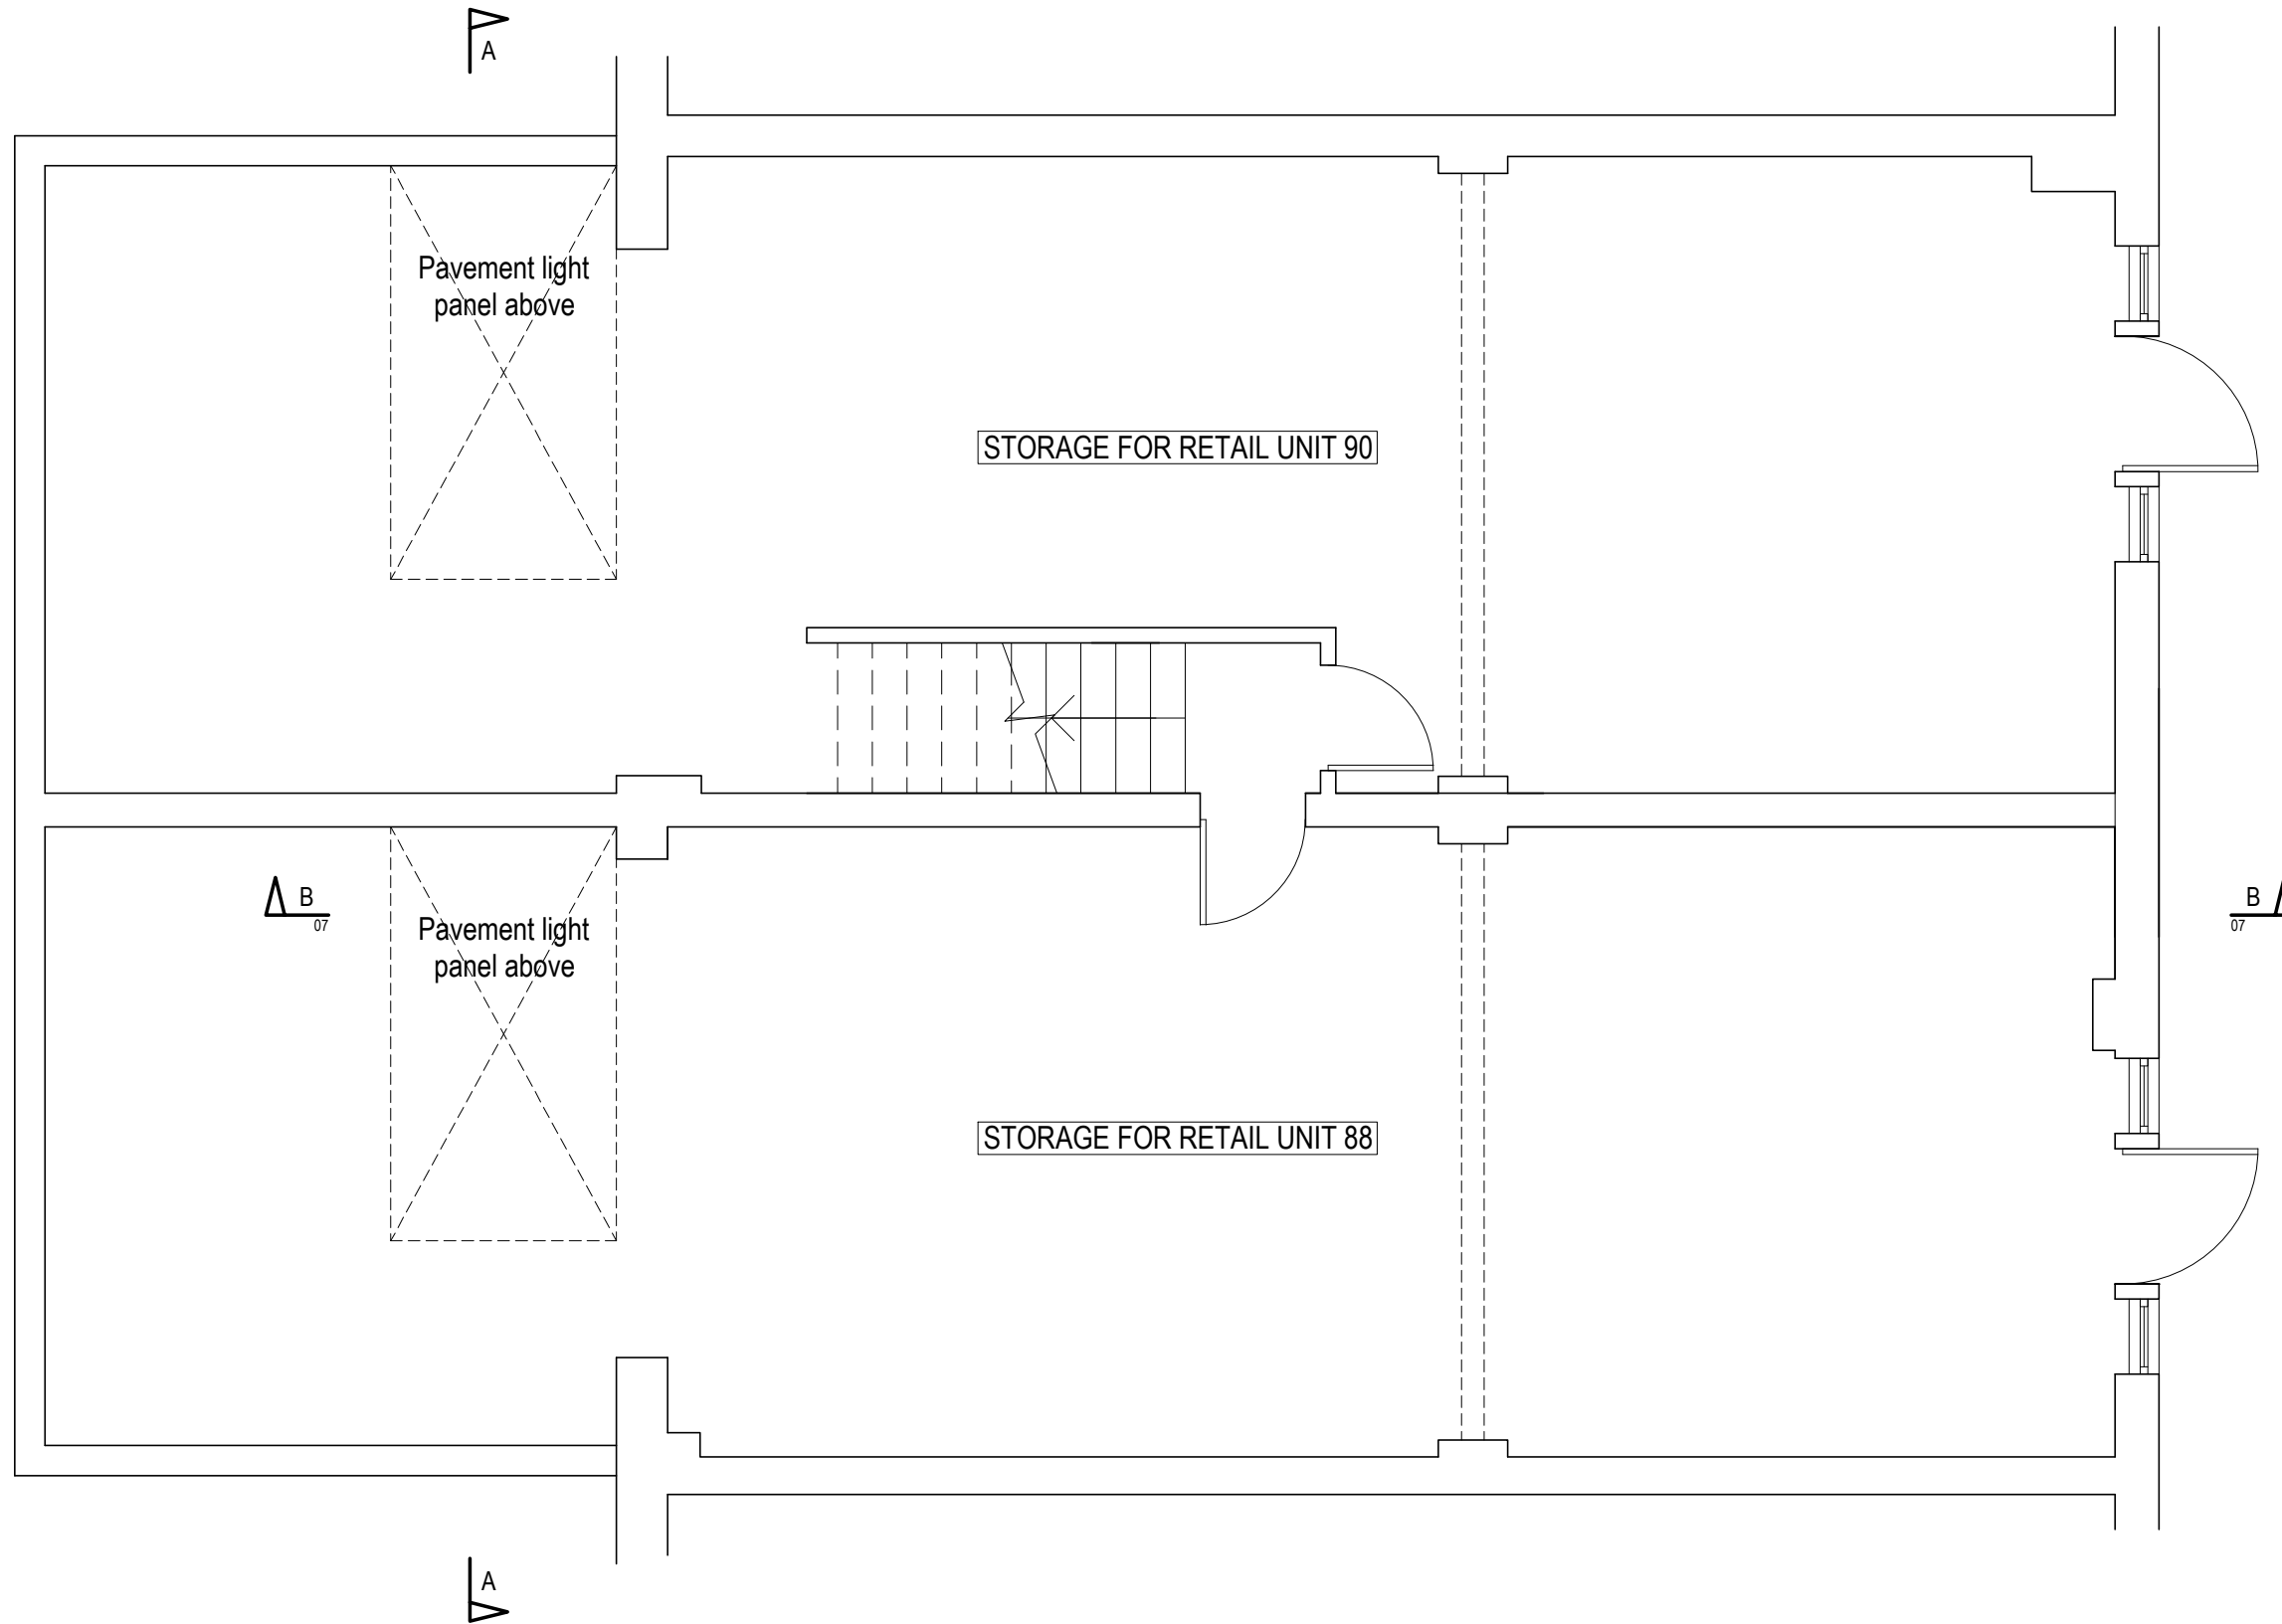 A
Pavement light
panel above
STORAGE FOR RETAIL UNIT 90
B
07
B
07
Pavement light
panel above
STORAGE FOR RETAIL UNIT 88
A